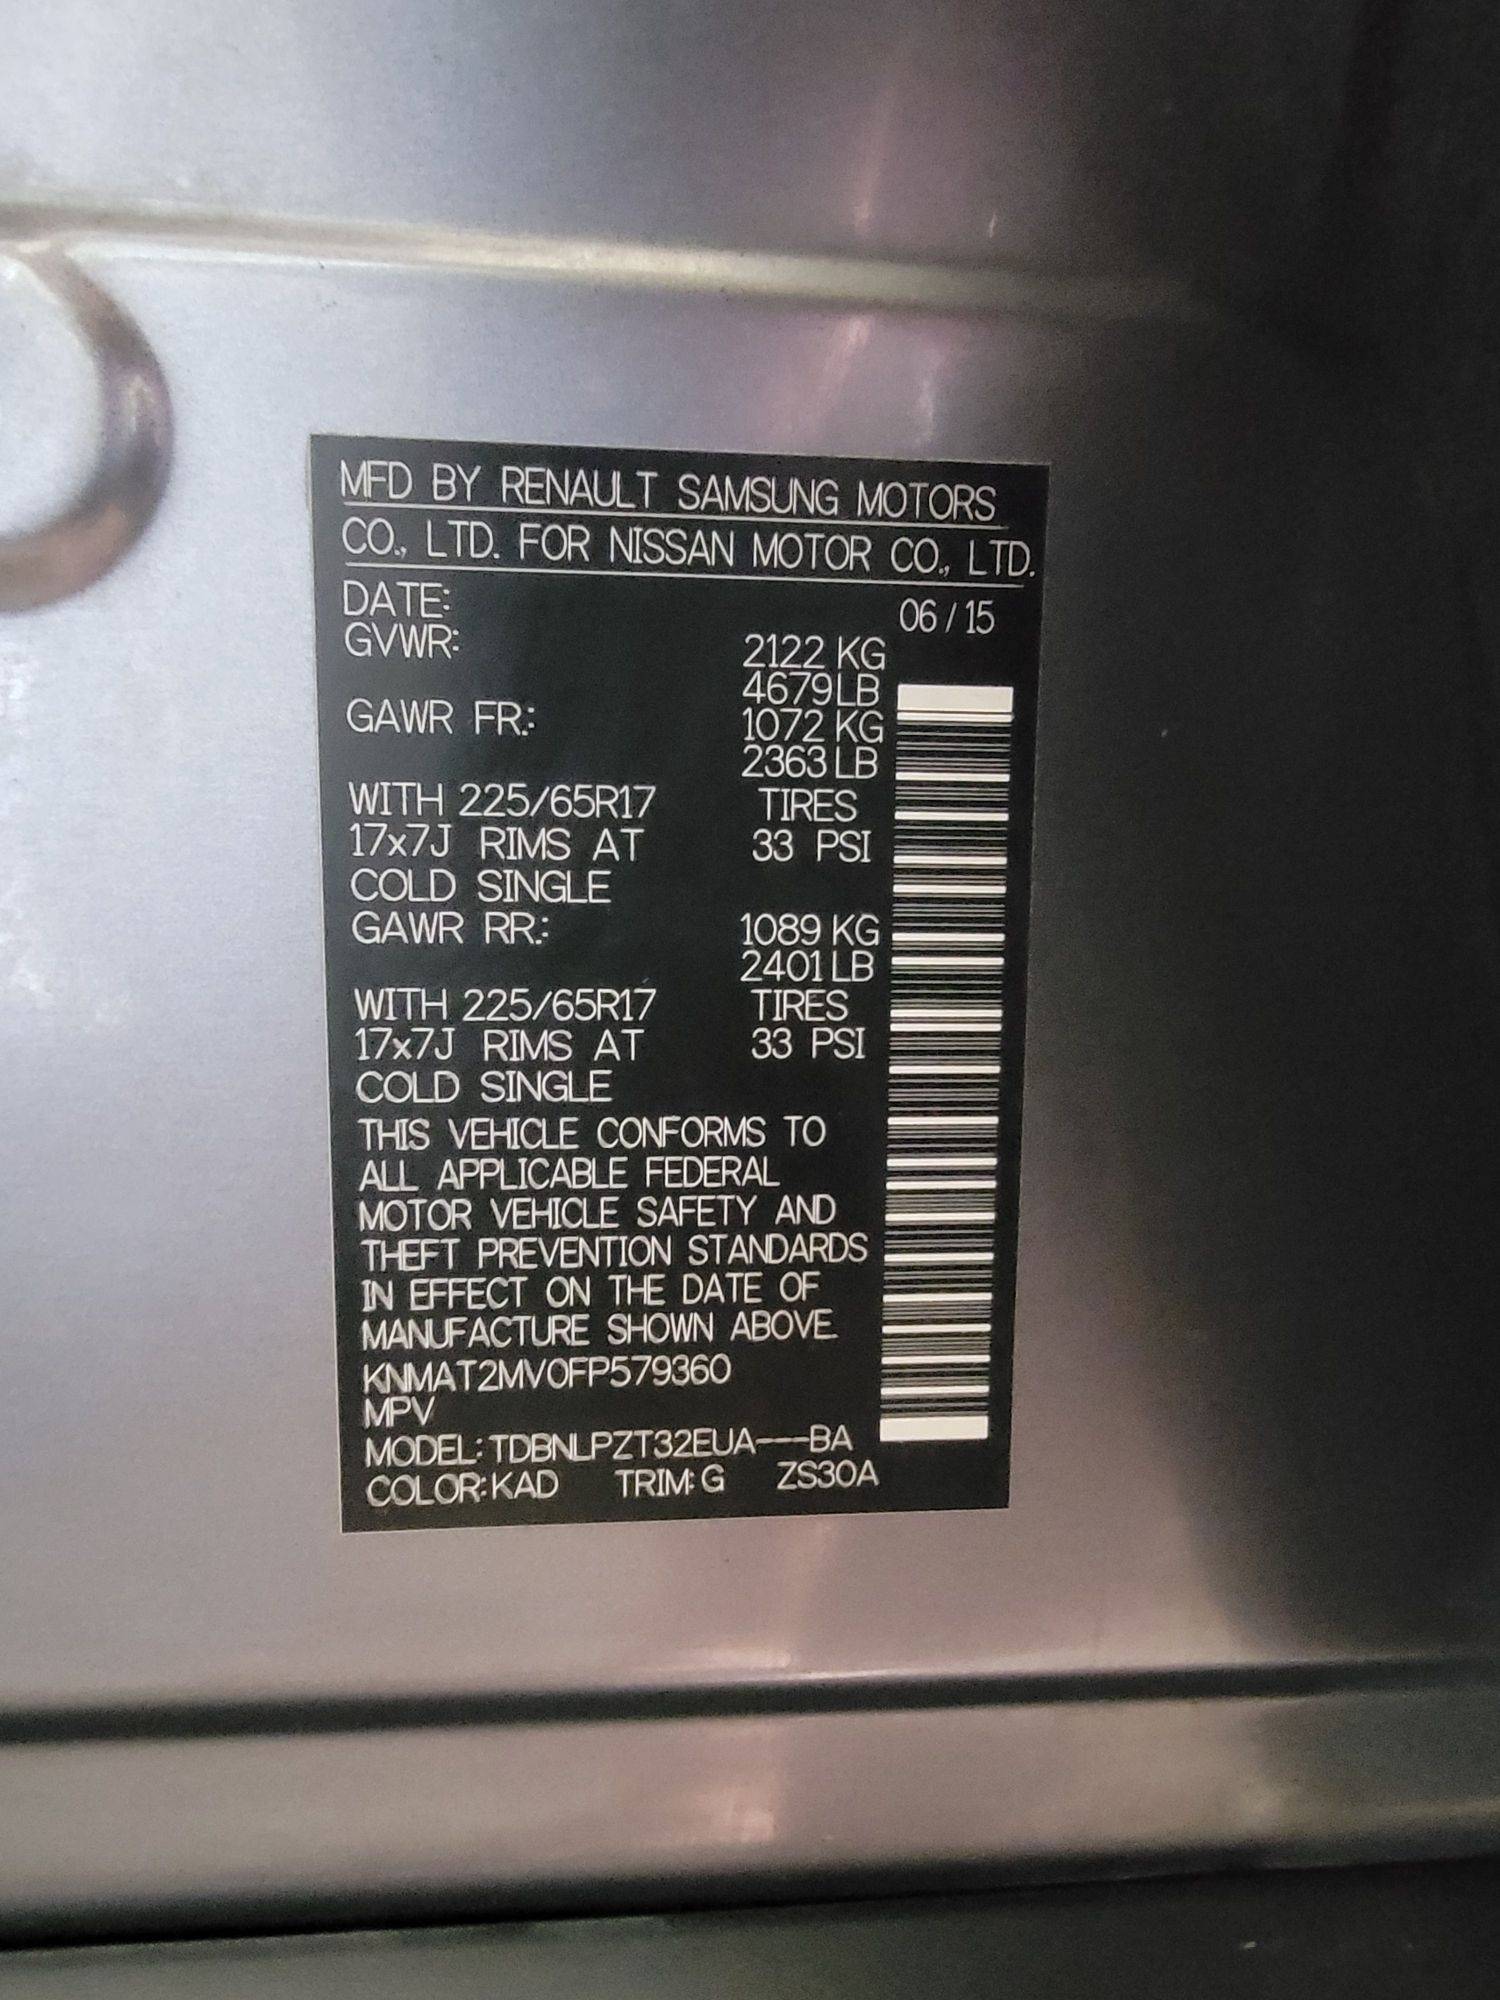 MFD BY RENAULT SAMSUNG MOTORS
CO., LTD. FOR NISSAN MOTOR CO., LTD.
DATE: 06 / 15
GVWR: 2122 KG
4679 LB
GAWR FR.: 1072 KG
2363 LB
WITH 225/65R17 TIRES
17x7J RIMS AT 33 PSI
COLD SINGLE
GAWR RR.: 1089 KG
2401 LB
WITH 225/65R17 TIRES
17x7J RIMS AT 33 PSI
COLD SINGLE
THIS VEHICLE CONFORMS TO
ALL APPLICABLE FEDERAL
MOTOR VEHICLE SAFETY AND
THEFT PREVENTION STANDARDS
IN EFFECT ON THE DATE OF
MANUFACTURE SHOWN ABOVE.
KNMAT2MV0FP579360
MPV
MODEL: TDBNLPZT32EUA---BA
COLOR: KAD TRIM: G ZS30A